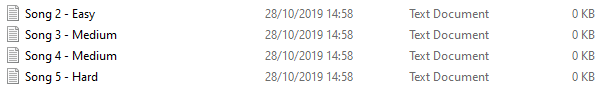 Song 2 - Easy 28/10/2019 14:58 Text Document 0 KB
Song 3 - Medium 28/10/2019 14:58 Text Document 0 KB
Song 4 - Medium 28/10/2019 14:58 Text Document 0 KB
Song 5 - Hard 28/10/2019 14:58 Text Document 0 KB